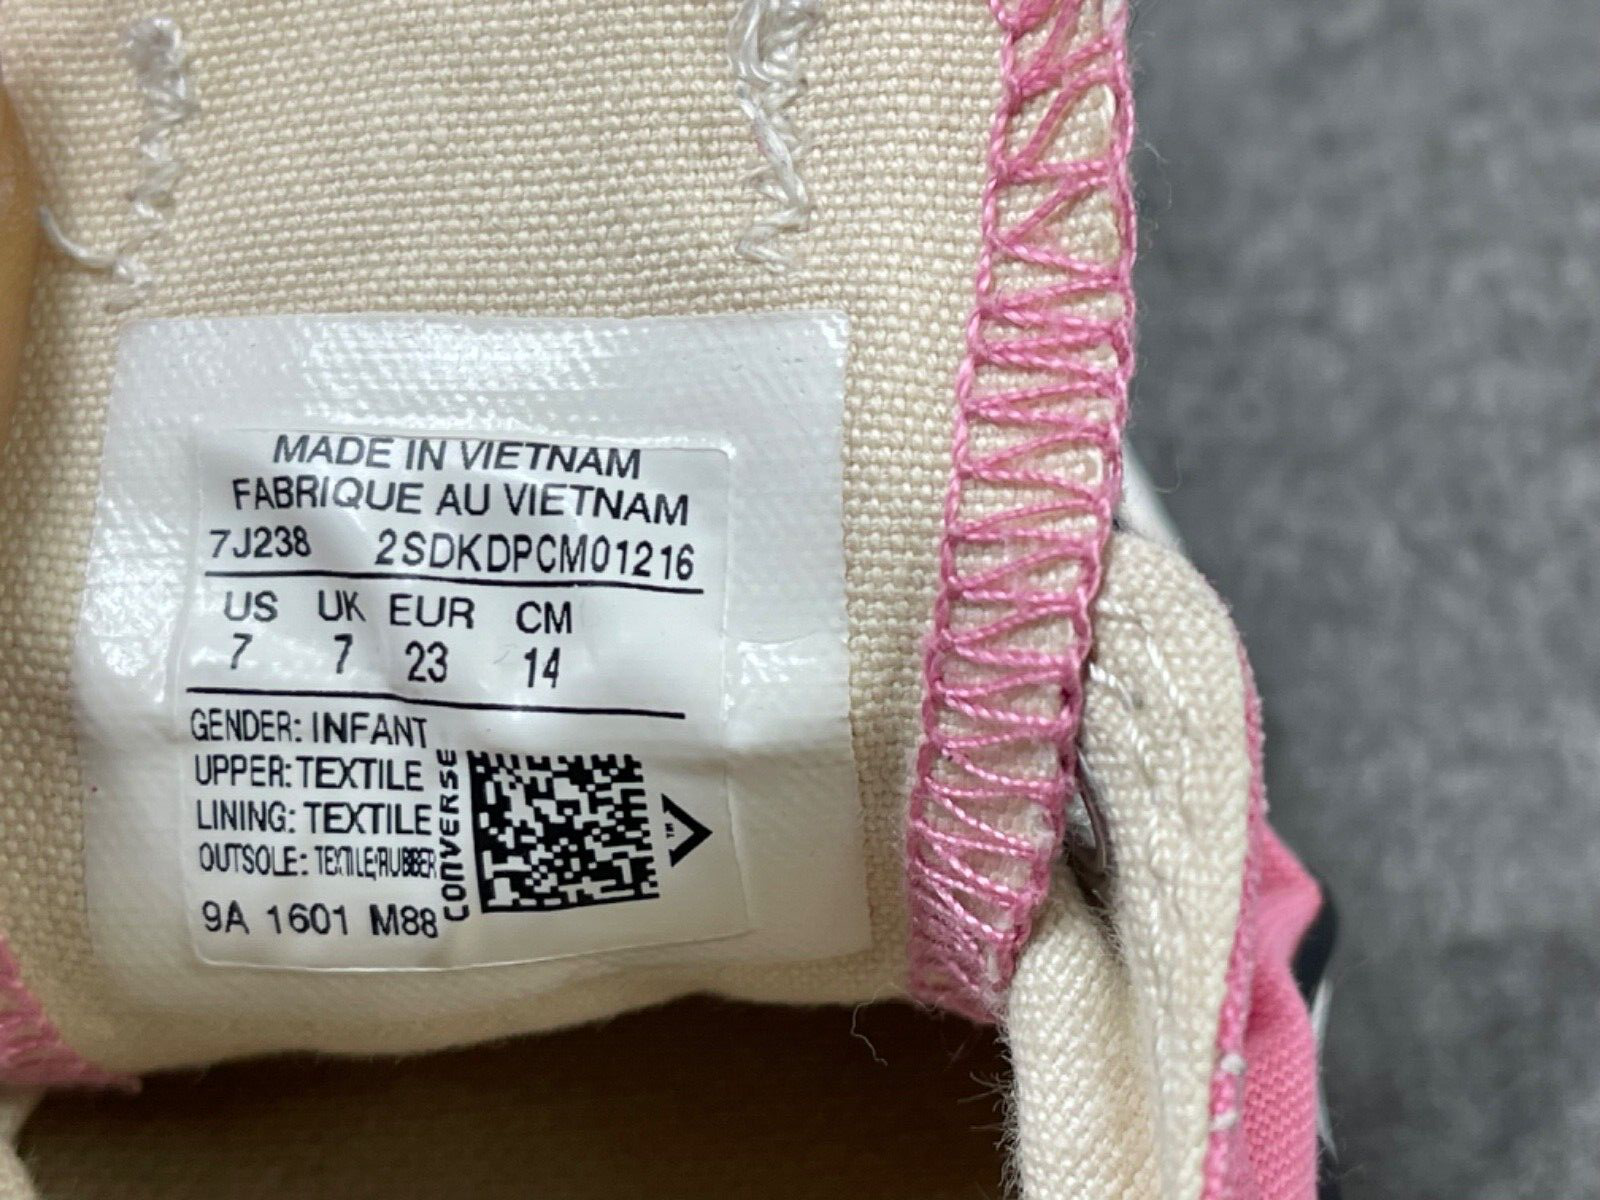 MADE IN VIETNAM
FABRIQUE AU VIETNAM
7J238 2SDKDPCM01216
US UK EUR CM
7 7 23 14
GENDER: INFANT
UPPER: TEXTILE
LINING: TEXTILE
OUTSOLE: TEXTILE/RUBBER
9A 1601 M88
CONVERSE
TM